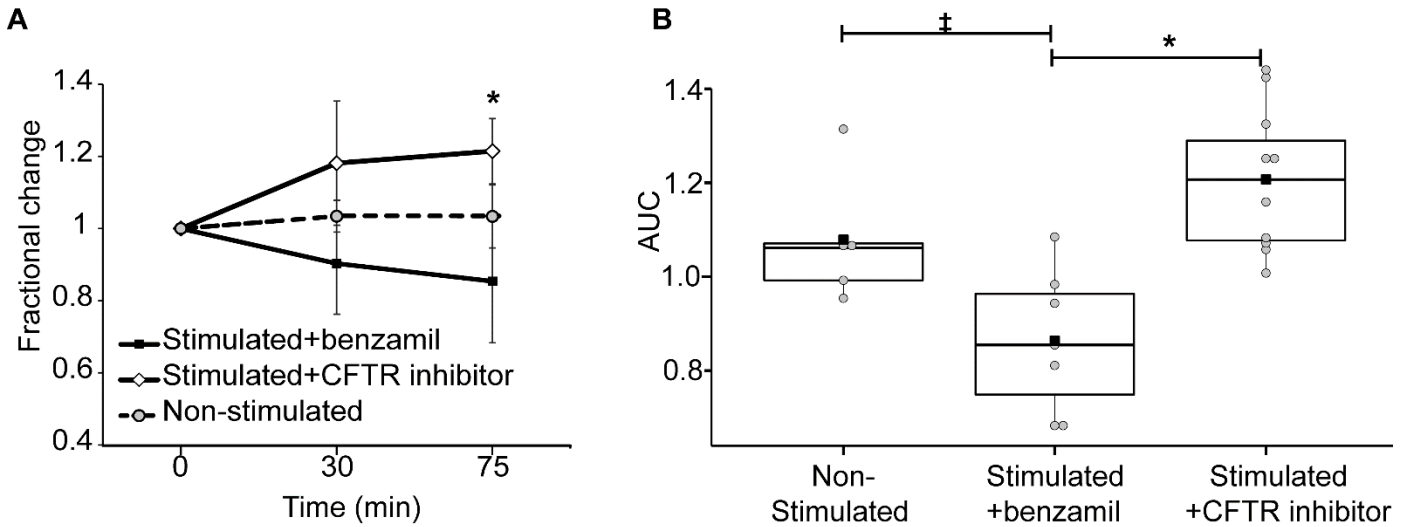 A
Fractional change
1.4
*
1.2
1
0.8
0.6
0.4
Stimulated+benzamil
Stimulated+CFTR inhibitor
Non-stimulated
0 30 75
Time (min)
B
‡
*
AUC
1.4
1.2
1.0
0.8
Non-
Stimulated
Stimulated
+benzamil
Stimulated
+CFTR inhibitor